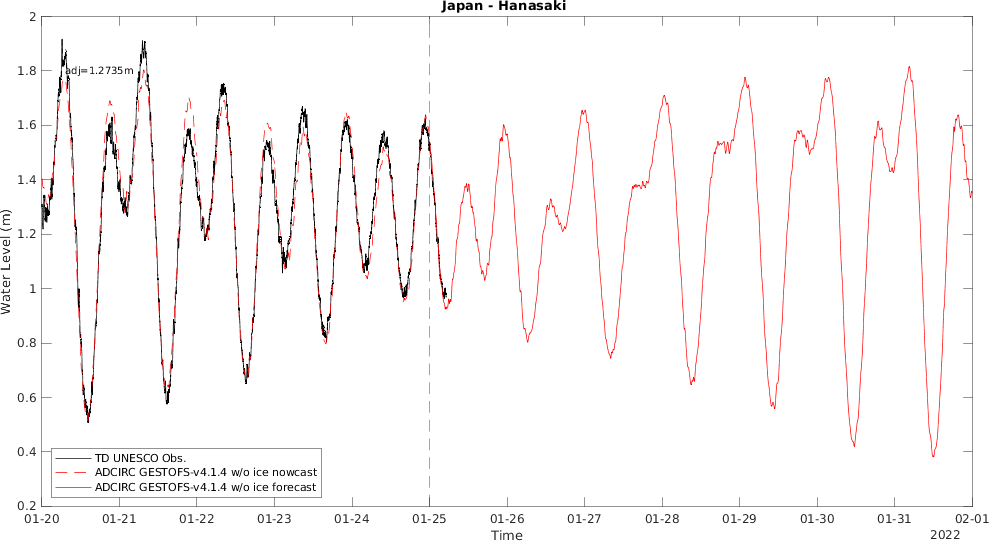 Japan - Hanasaki
2
1.8
1.6
1.4
1.2
1
0.8
0.6
0.4
0.2
Water Level (m)
adj=1.2735m
TD UNESCO Obs.
ADCIRC GESTOFS-v4.1.4 w/o ice nowcast
ADCIRC GESTOFS-v4.1.4 w/o ice forecast
01-20 01-21 01-22 01-23 01-24 01-25 01-26 01-27 01-28 01-29 01-30 01-31 02-01
Time
2022